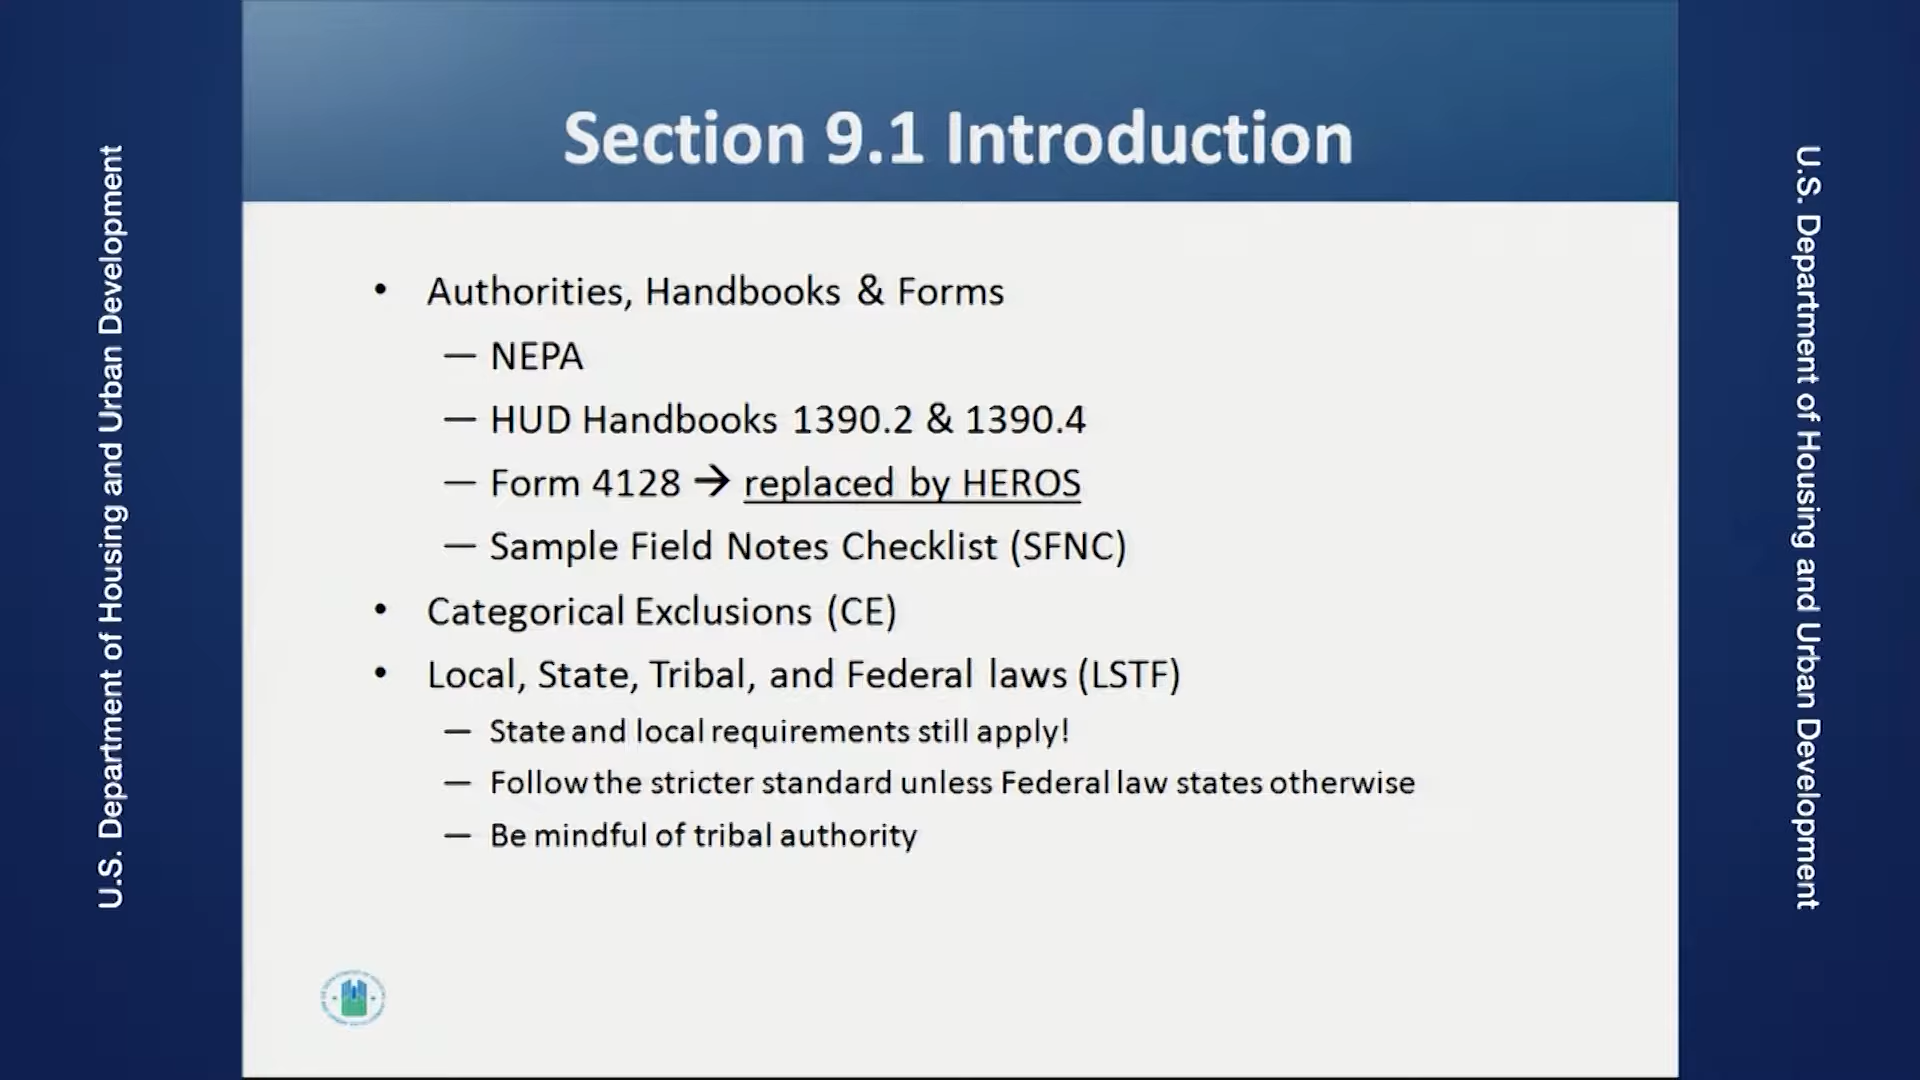 Section 9.1 Introduction
• Authorities, Handbooks & Forms
— NEPA
— HUD Handbooks 1390.2 & 1390.4
— Form 4128 → replaced by HEROS
— Sample Field Notes Checklist (SFNC)
• Categorical Exclusions (CE)
• Local, State, Tribal, and Federal laws (LSTF)
— State and local requirements still apply!
— Follow the stricter standard unless Federal law states otherwise
— Be mindful of tribal authority
U.S. Department of Housing and Urban Development
U.S. Department of Housing and Urban Development